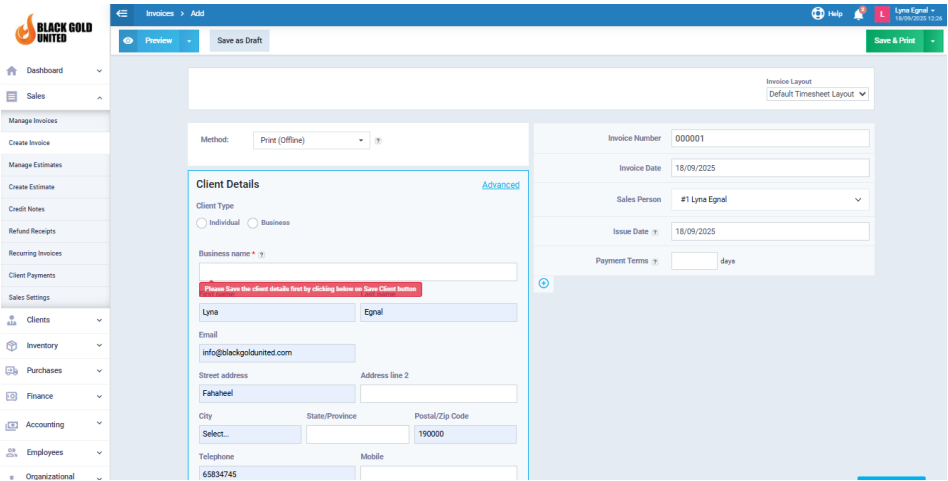 BLACK GOLD
UNITED
Invoices > Add
Help
2
L
Lyna Egnal
18/09/2025 12:26
Preview
Save as Draft
Save & Print
Dashboard
Sales
Manage Invoices
Create Invoice
Manage Estimates
Create Estimate
Credit Notes
Refund Receipts
Recurring Invoices
Client Payments
Sales Settings
Clients
Inventory
Purchases
Finance
Accounting
Employees
Organizational
Invoice Layout
Default Timesheet Layout
Method: Print (Offline) ?
Client Details Advanced
Client Type
Individual Business
Business name * ?
Please Save the client details first by clicking below on Save Client button
First name Last name
Lyna Egnal
Email
info@blackgoldunited.com
Street address Address line 2
Fahaheel
City State/Province Postal/Zip Code
Select... 190000
Telephone Mobile
65834745
Invoice Number 000001
Invoice Date 18/09/2025
Sales Person #1 Lyna Egnal
Issue Date ? 18/09/2025
Payment Terms ? days